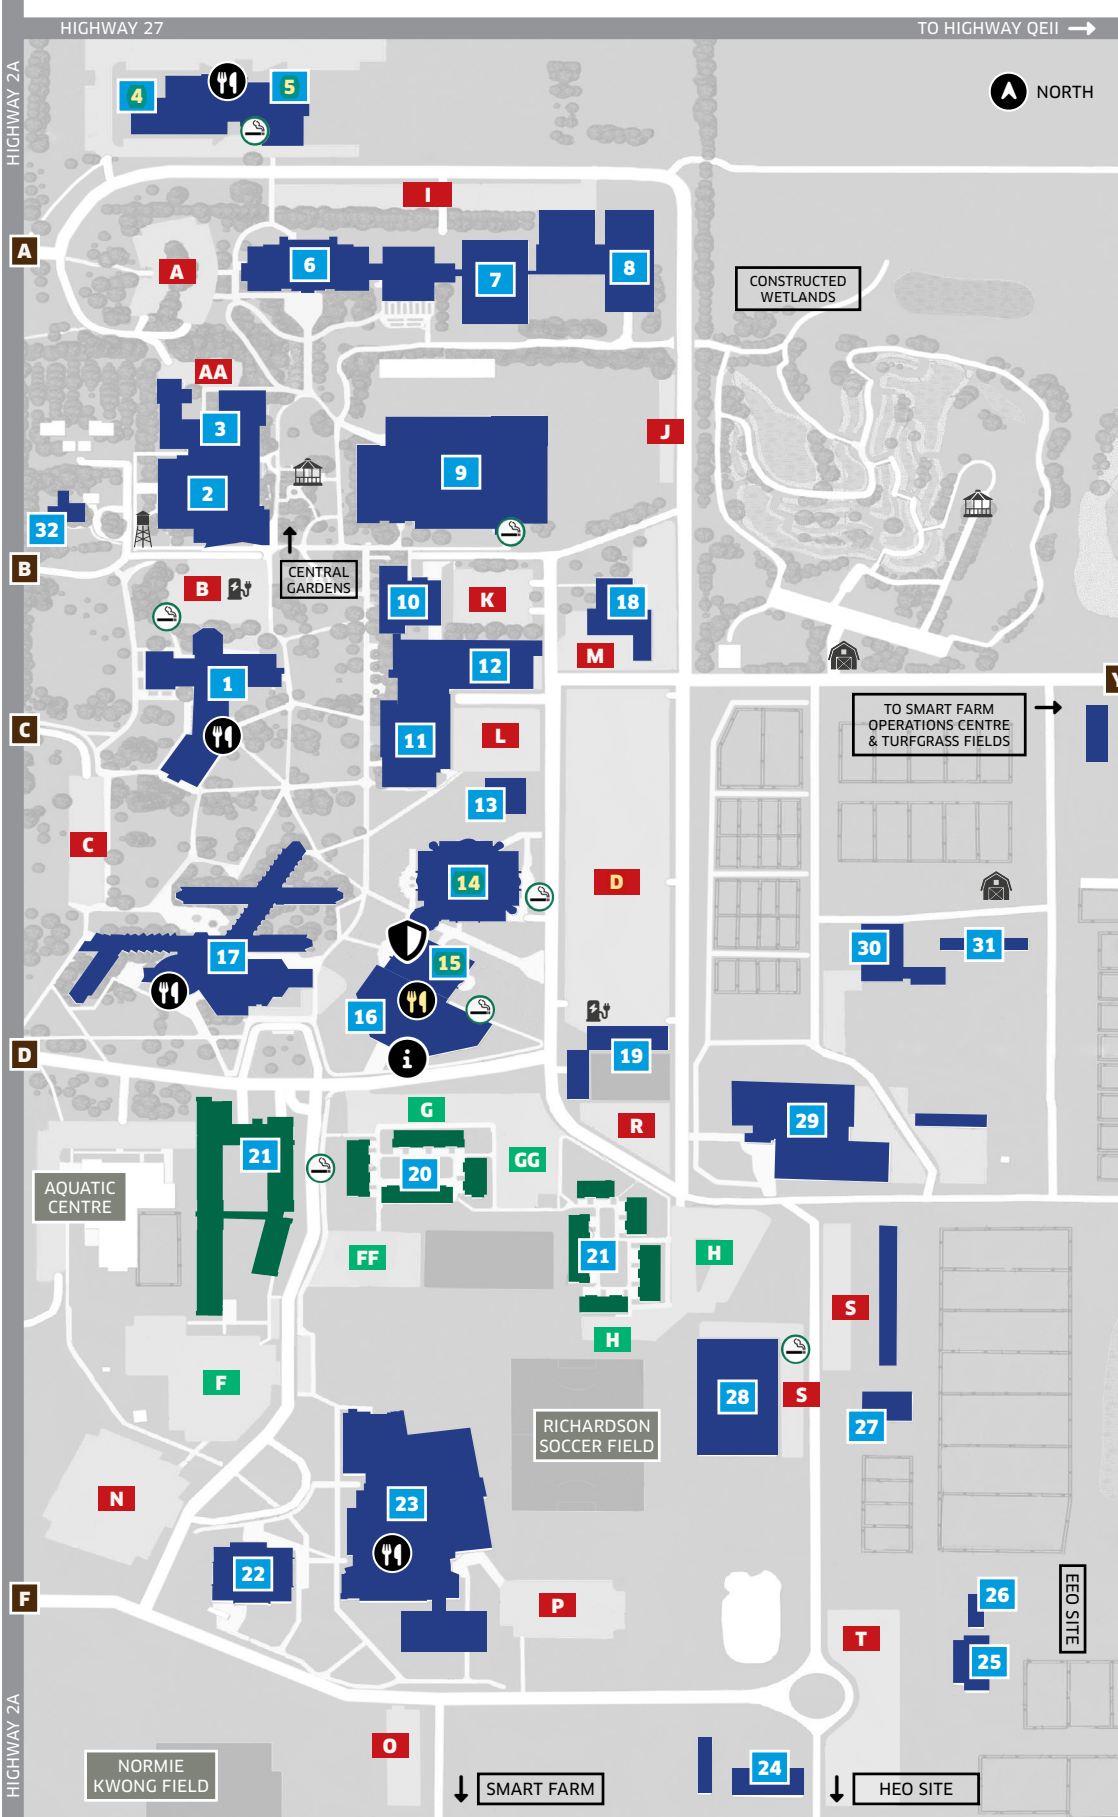 HIGHWAY 27
TO HIGHWAY QEII
HIGHWAY 2A
NORTH
4
5
I
A
A
6
7
8
CONSTRUCTED
WETLANDS
AA
3
J
9
2
32
B
CENTRAL
GARDENS
B
10
K
18
12
M
1
Y
C
11
L
TO SMART FARM
OPERATIONS CENTRE
& TURFGRASS FIELDS
13
C
14
D
17
15
30
31
16
D
i
19
G
29
R
21
20
GG
AQUATIC
CENTRE
FF
21
H
S
H
F
28
S
RICHARDSON
SOCCER FIELD
27
N
23
22
F
P
26
EEO SITE
T
25
HIGHWAY 2A
O
NORMIE
KWONG FIELD
24
SMART FARM
HEO SITE